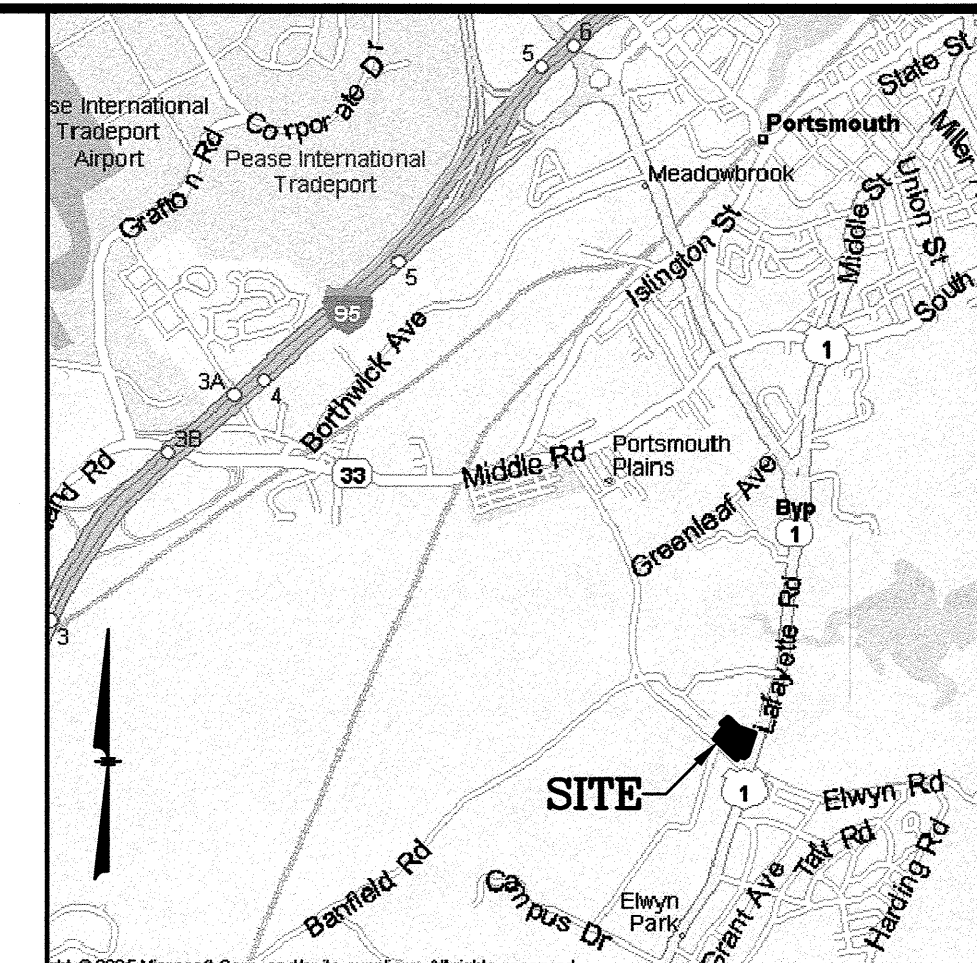 6
5
State St
Corporate Dr
se International
Tradeport
Airport
Grafton Rd
Pease International
Tradeport
Portsmouth
Miller
Meadowbrook
Union St
Middle St
Islington St
South
5
95
1
Borthwick Ave
3A
4
3B
33
Middle Rd
Portsmouth
Plains
and Rd
Greenleaf Ave
Byp
1
Lafayette Rd
3
SITE
1
Elwyn Rd
Taft Rd
Harding Rd
Banfield Rd
Campus Dr
Elwyn
Park
Grant Ave